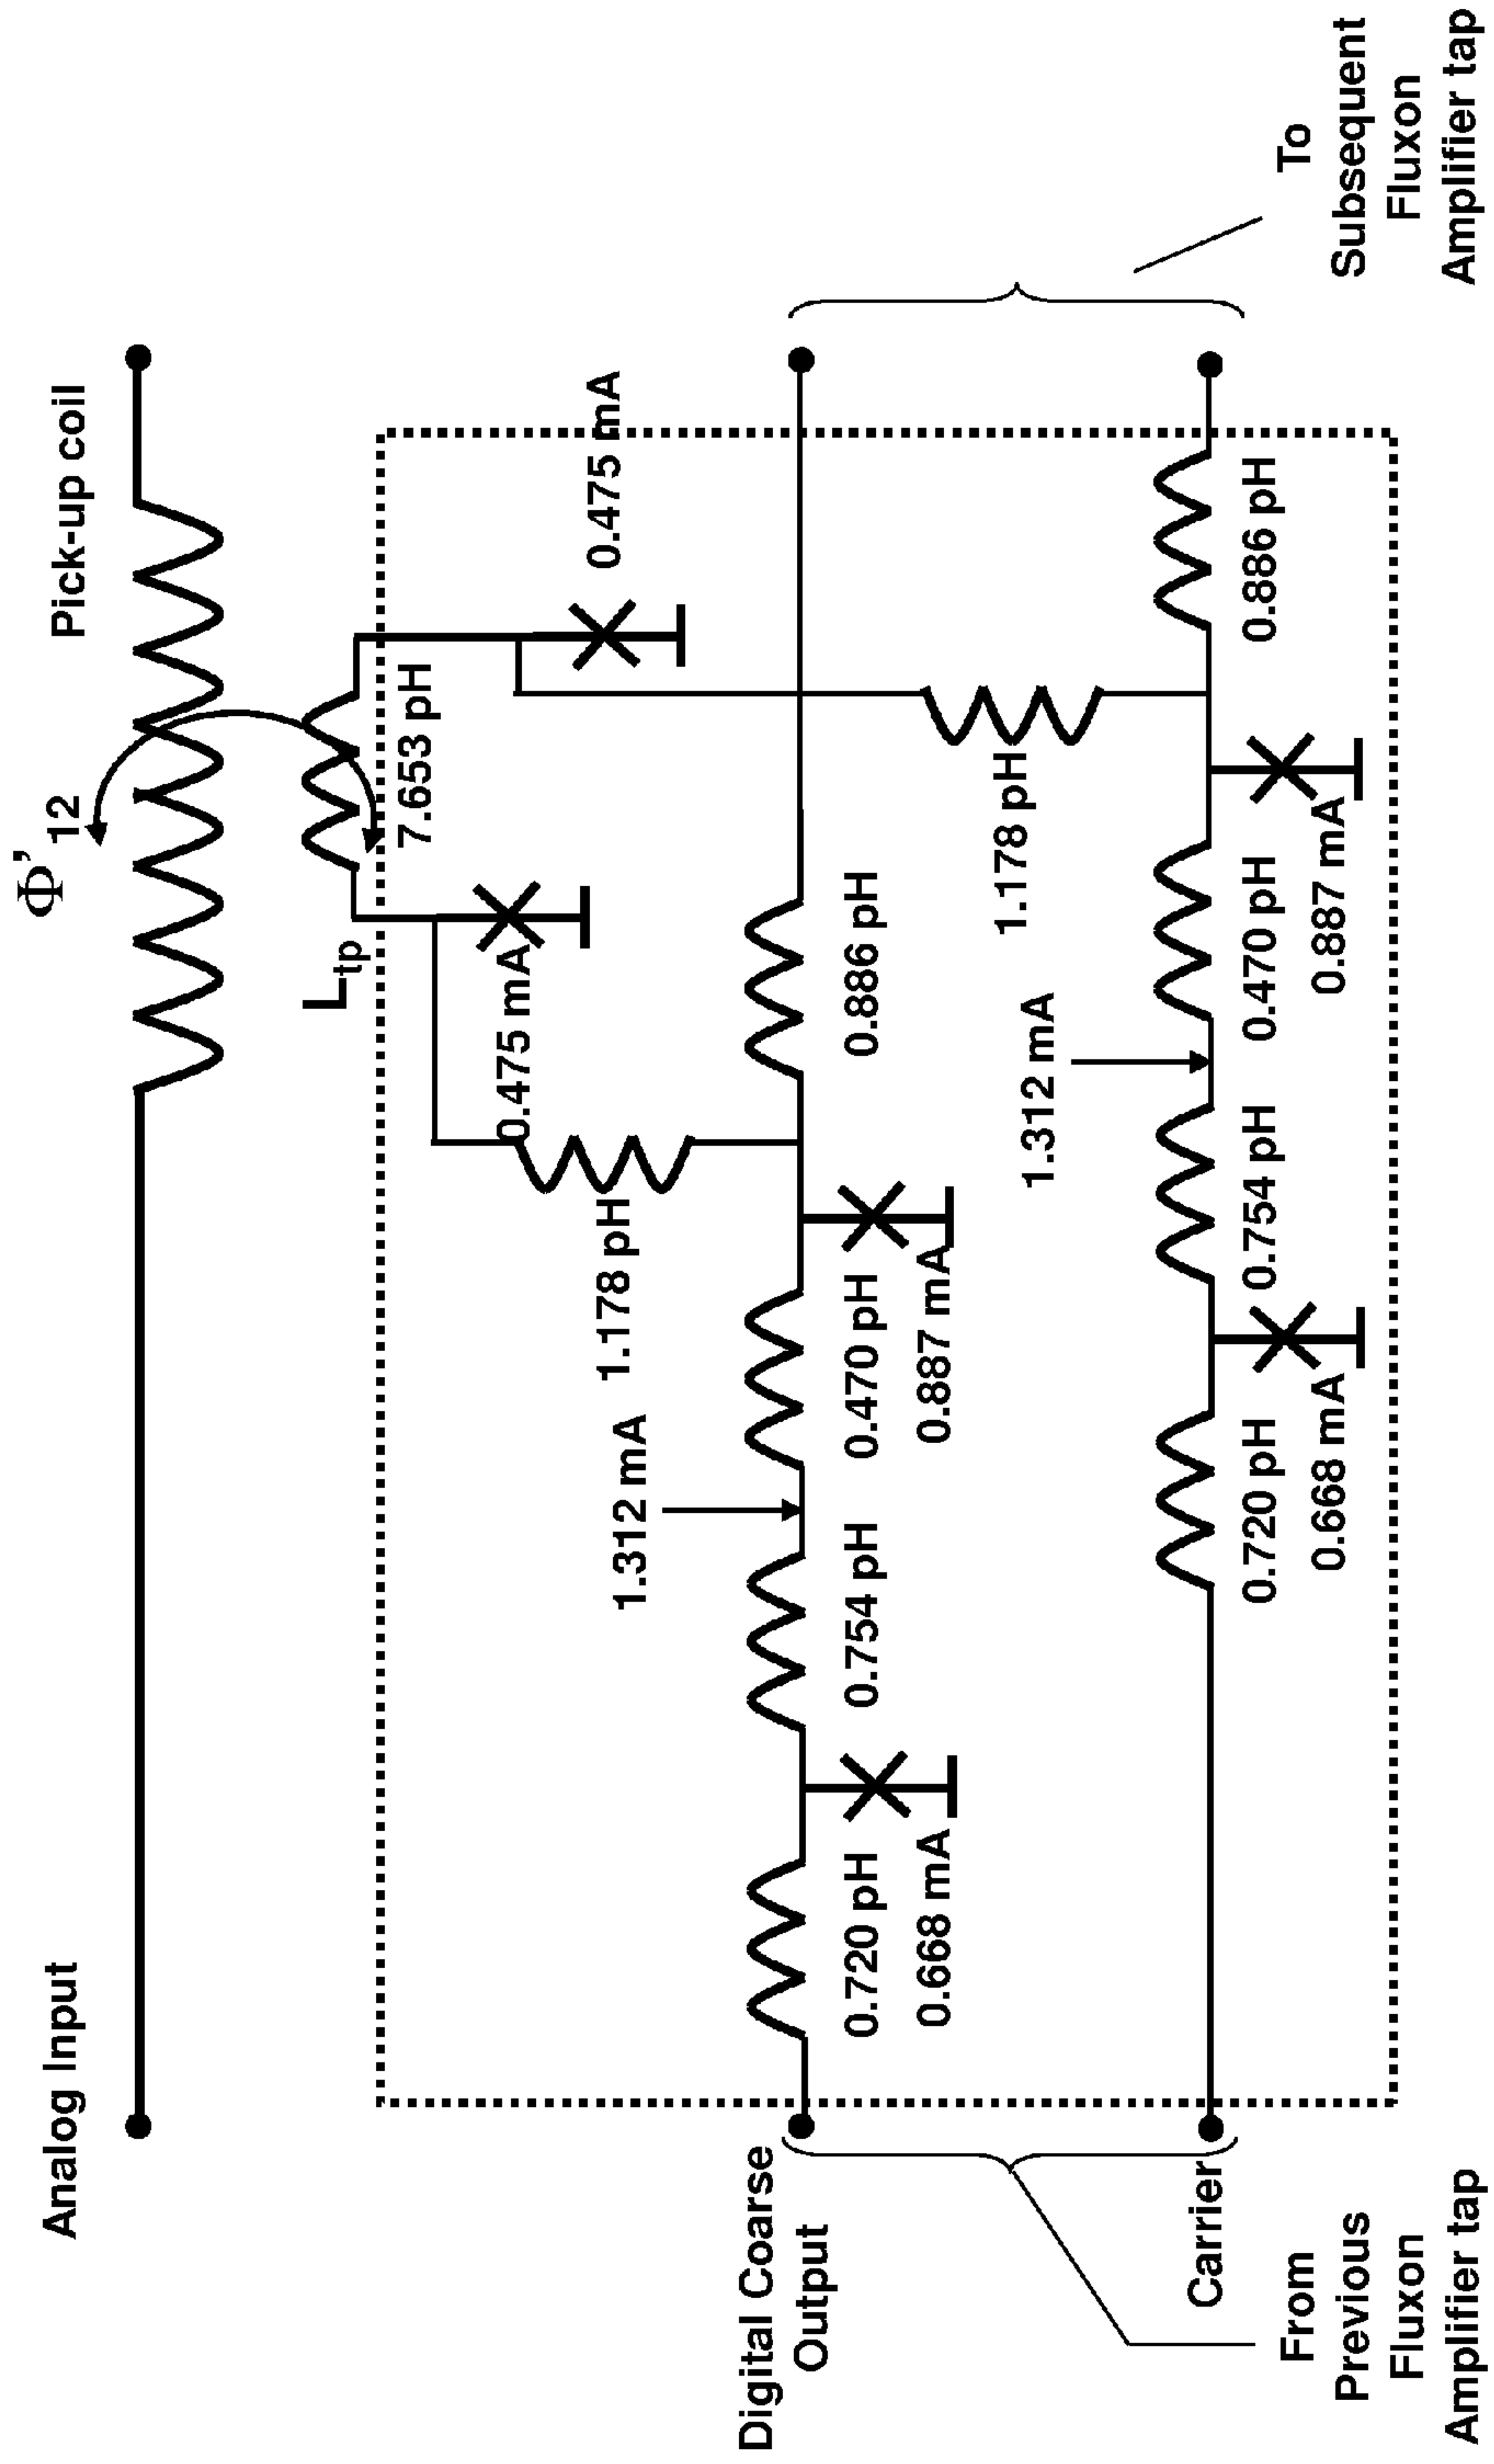 Analog Input
Pick-up coil
Φ’12
Ltp
7.653 pH
0.475 mA
0.475 mA
1.178 pH
1.312 mA
Digital Coarse
Output
0.720 pH
0.668 mA
0.754 pH
0.470 pH
0.887 mA
0.886 pH
1.178 pH
1.312 mA
Carrier
0.720 pH
0.668 mA
0.754 pH
0.470 pH
0.887 mA
0.886 pH
From
Previous
Fluxon
Amplifier tap
To
Subsequent
Fluxon
Amplifier tap